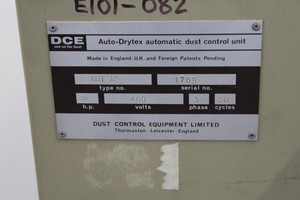 E101-082
DCE
Auto-Drytex automatic dust control unit
Made in England. U.K. and Foreign Patents Pending
1789
type no. serial no.
400
h.p. volts phase cycles
DUST CONTROL EQUIPMENT LIMITED
Thurmaston · Leicester · England